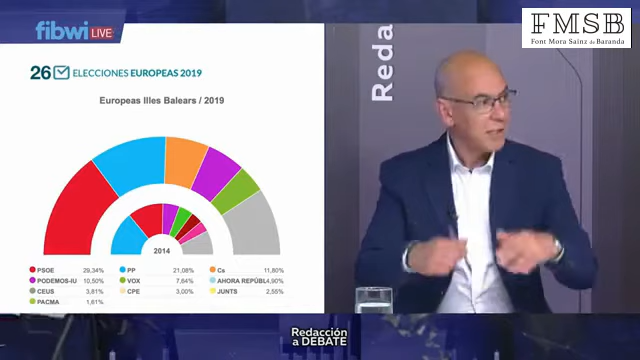 fibwi LIVE
FMSB
Font Mora Sainz de Baranda
Reda
26 ELECCIONES EUROPEAS 2019
Europeas Illes Balears / 2019
2014
PSOE 29,34% PP 21,08% Cs 11,80%
PODEMOS-IU 10,50% VOX 7,64% AHORA REPÚBL 4,90%
CEUS 3,81% CPE 3,00% JUNTS 2,55%
PACMA 1,61%
Redacción
a DEBATE